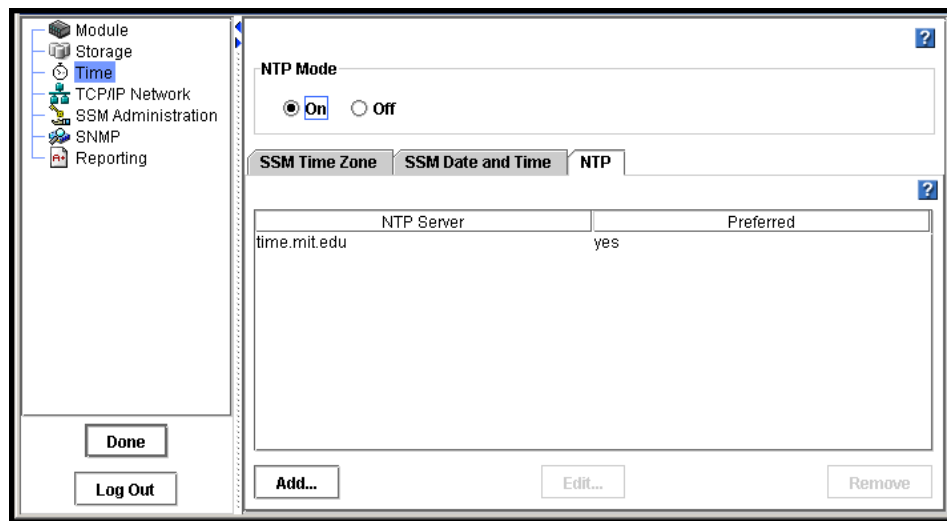 Module
Storage
Time
TCP/IP Network
SSM Administration
SNMP
A+ Reporting
Done
Log Out
?
NTP Mode
On Off
SSM Time Zone SSM Date and Time NTP
?
NTP Server Preferred
time.mit.edu yes
Add... Edit... Remove